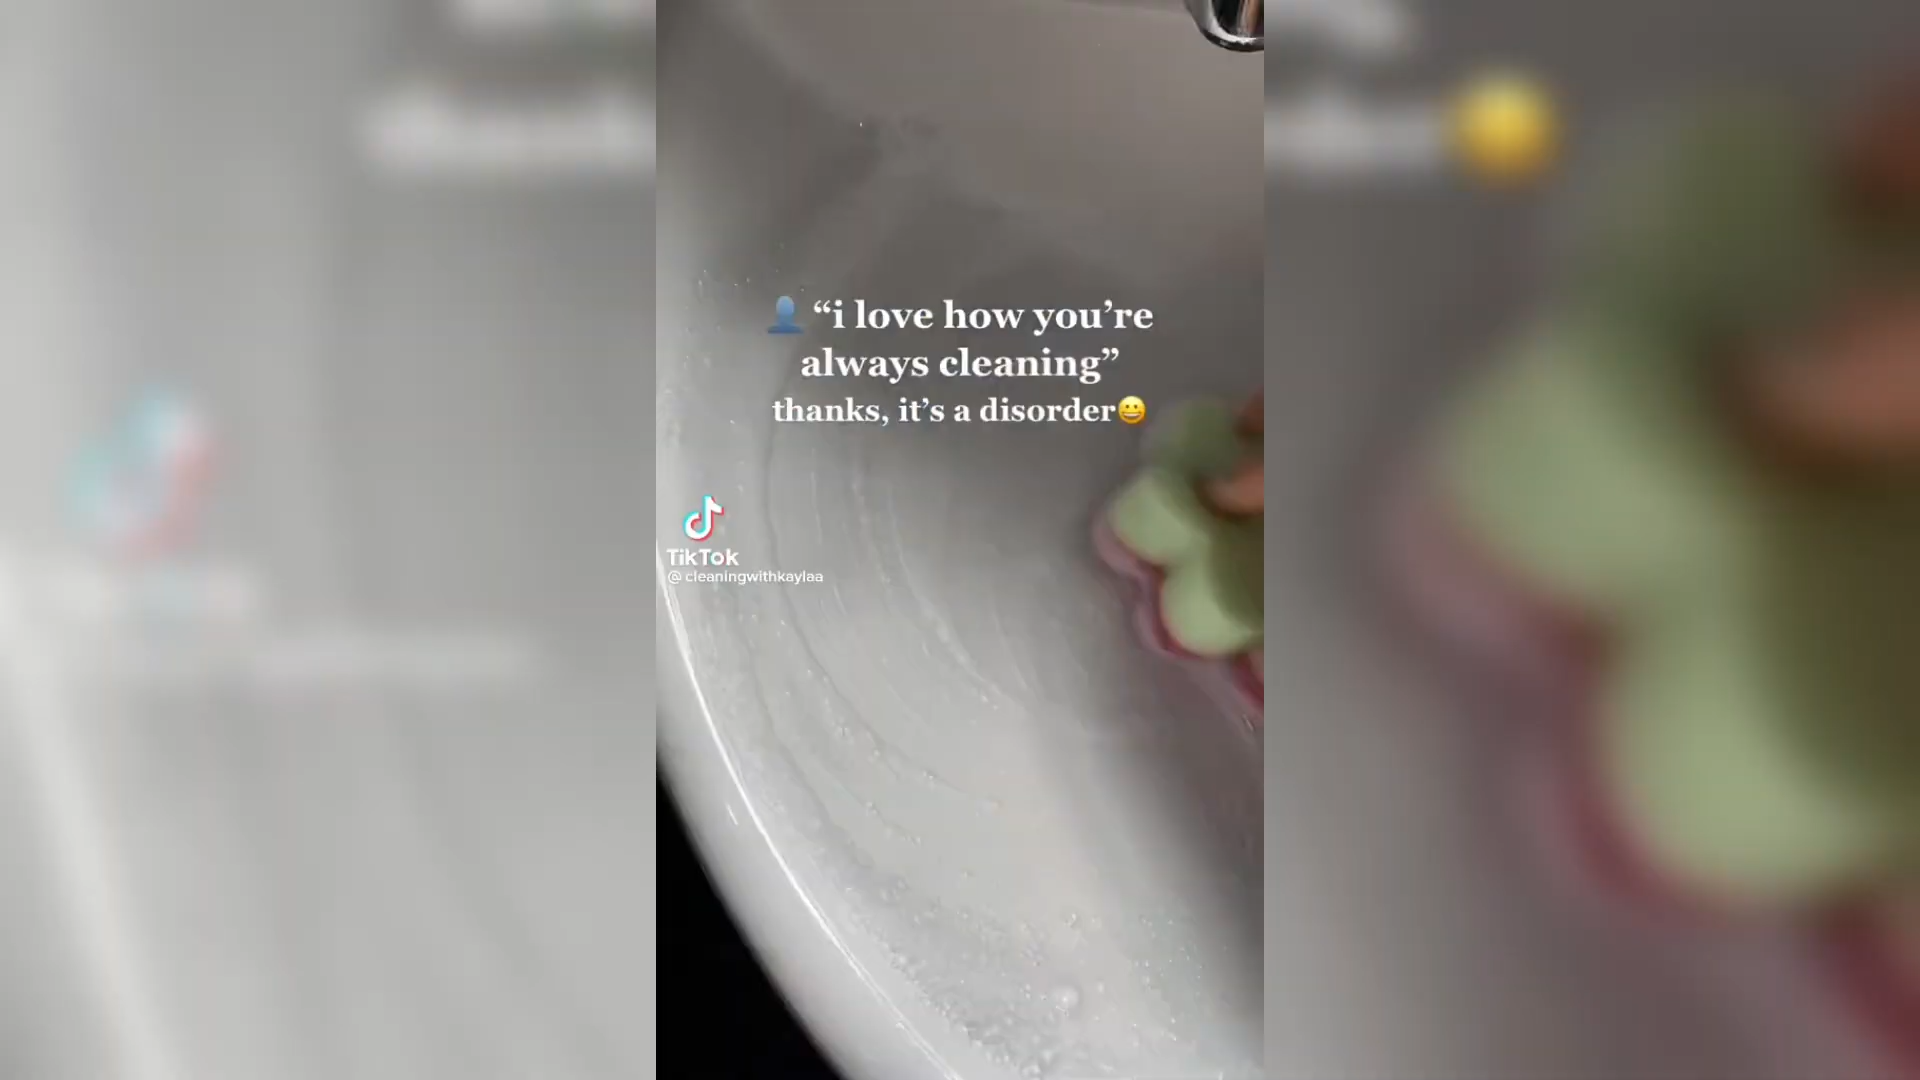 👤 “i love how you’re
always cleaning”
thanks, it’s a disorder😀
TikTok
@ cleaningwithkaylaa